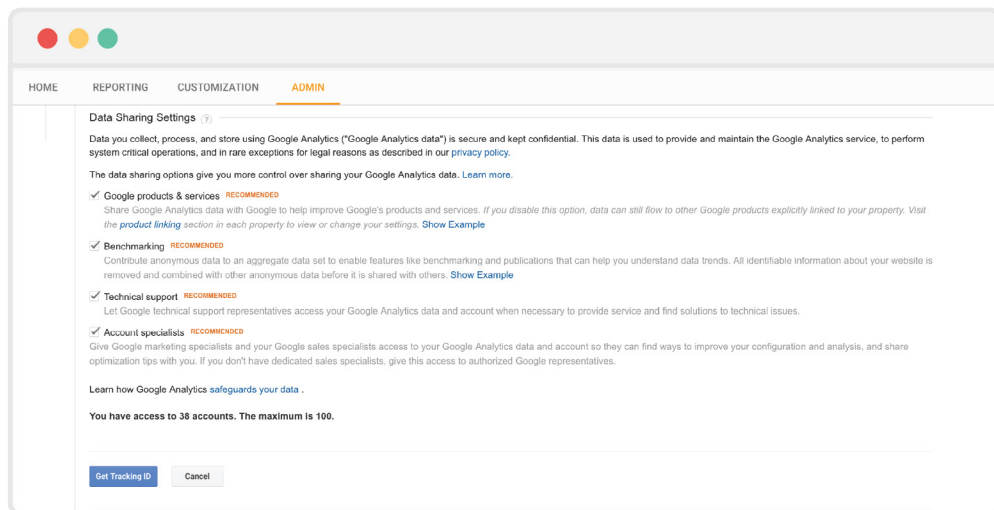 HOME REPORTING CUSTOMIZATION ADMIN
Data Sharing Settings ?
Data you collect, process, and store using Google Analytics ("Google Analytics data") is secure and kept confidential. This data is used to provide and maintain the Google Analytics service, to perform
system critical operations, and in rare exceptions for legal reasons as described in our privacy policy.
The data sharing options give you more control over sharing your Google Analytics data. Learn more.
Google products & services RECOMMENDED
Share Google Analytics data with Google to help improve Google's products and services. If you disable this option, data can still flow to other Google products explicitly linked to your property. Visit
the product linking section in each property to view or change your settings. Show Example
Benchmarking RECOMMENDED
Contribute anonymous data to an aggregate data set to enable features like benchmarking and publications that can help you understand data trends. All identifiable information about your website is
removed and combined with other anonymous data before it is shared with others. Show Example
Technical support RECOMMENDED
Let Google technical support representatives access your Google Analytics data and account when necessary to provide service and find solutions to technical issues.
Account specialists RECOMMENDED
Give Google marketing specialists and your Google sales specialists access to your Google Analytics data and account so they can find ways to improve your configuration and analysis, and share
optimization tips with you. If you don't have dedicated sales specialists, give this access to authorized Google representatives.
Learn how Google Analytics safeguards your data .
You have access to 38 accounts. The maximum is 100.
Get Tracking ID Cancel